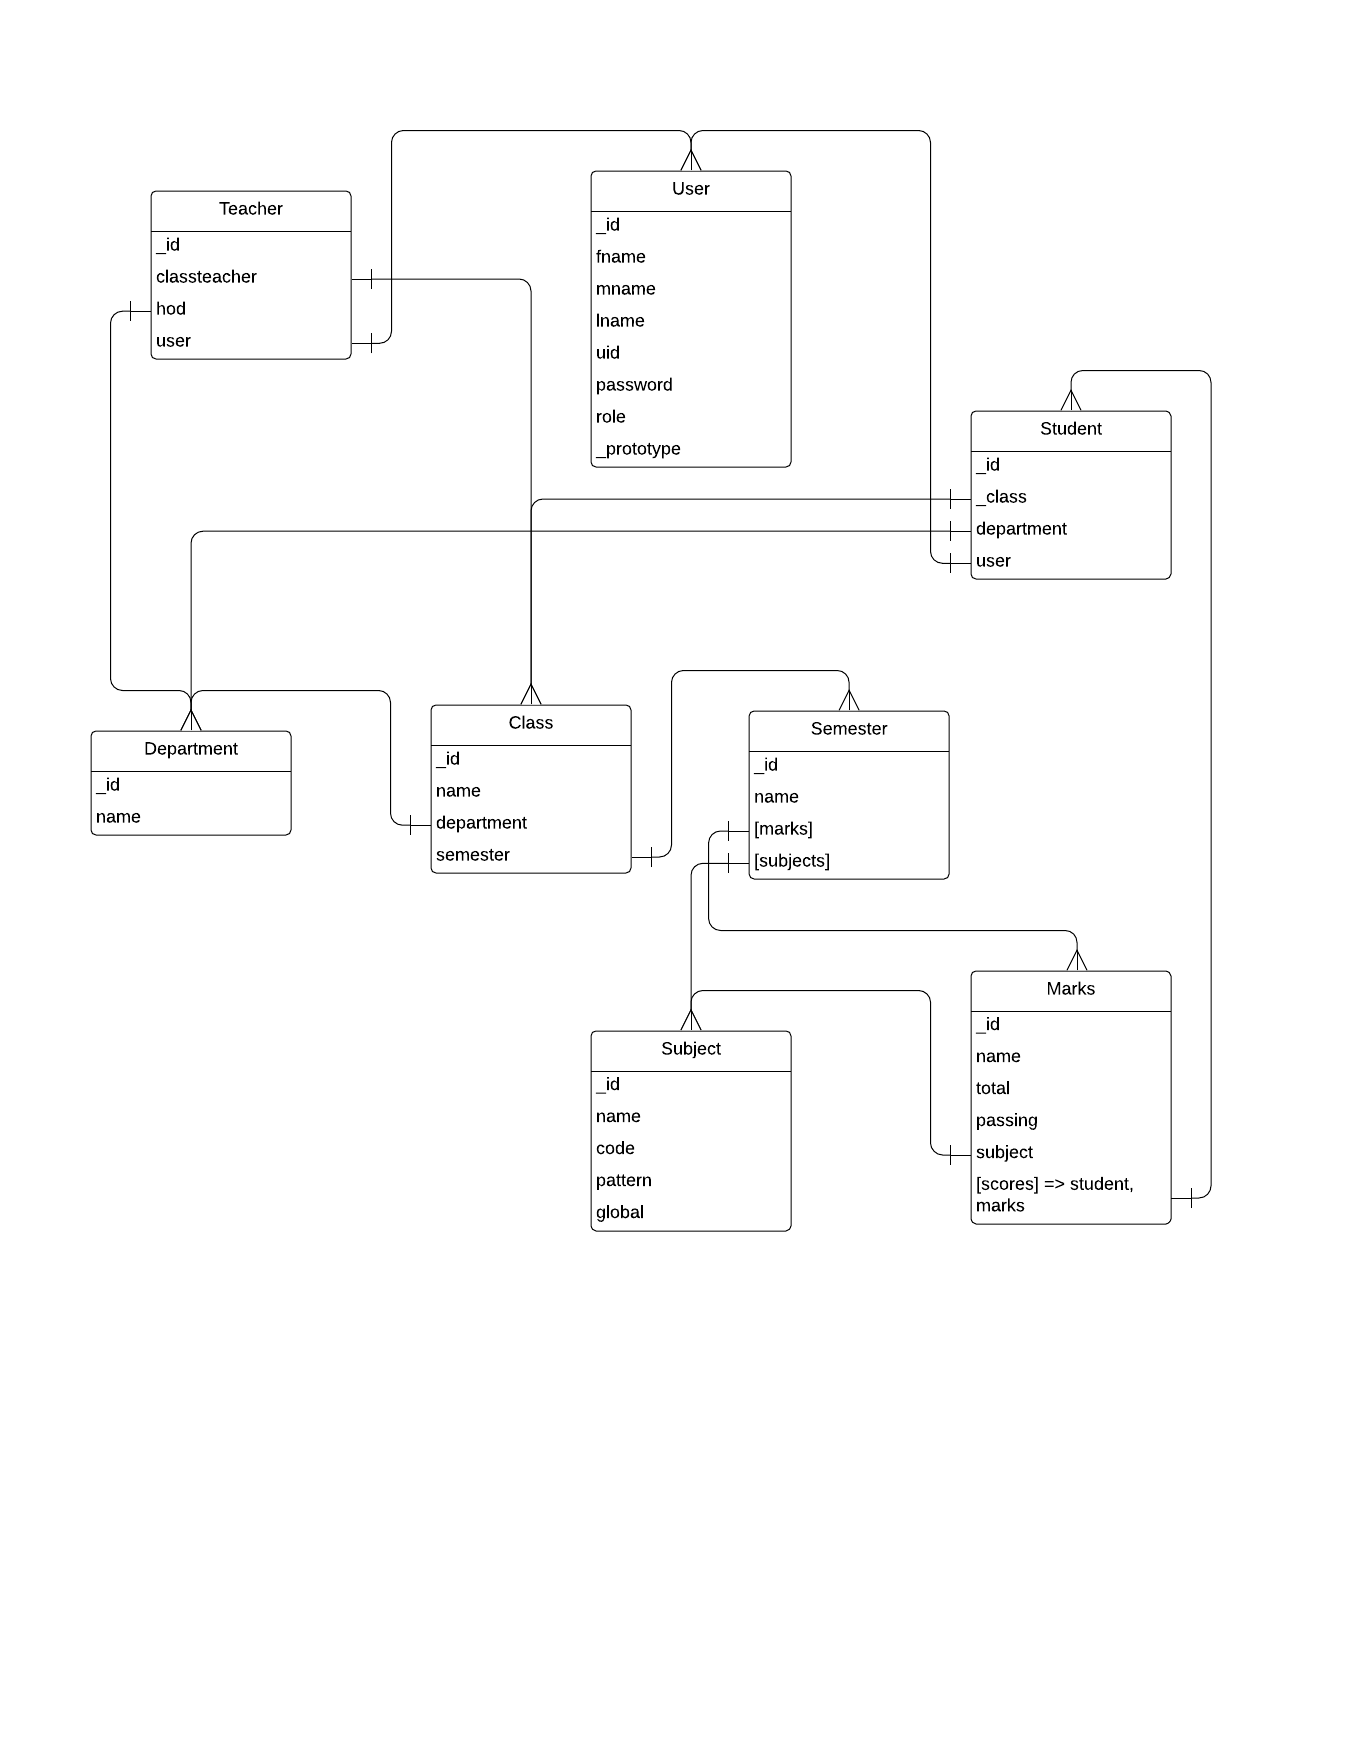 Teacher
_id
classteacher
hod
user
User
_id
fname
mname
lname
uid
password
role
_prototype
Student
_id
_class
department
user
Department
_id
name
Class
_id
name
department
semester
Semester
_id
name
[marks]
[subjects]
Subject
_id
name
code
pattern
global
Marks
_id
name
total
passing
subject
[scores] => student,
marks